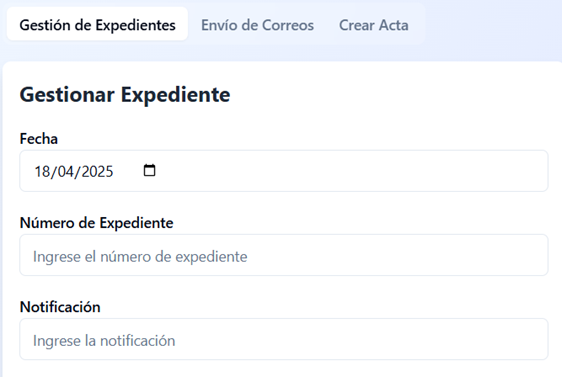 Gestión de Expedientes Envío de Correos Crear Acta
Gestionar Expediente
Fecha
18/04/2025
Número de Expediente
Ingrese el número de expediente
Notificación
Ingrese la notificación